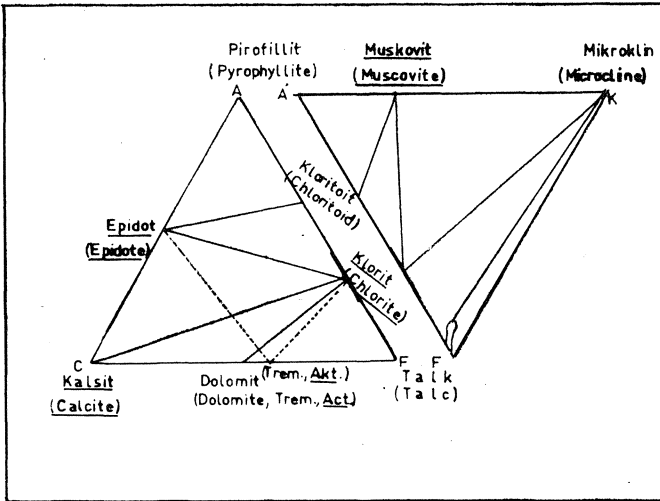 Pirofillit
(Pyrophyllite)
A
Muskovit
(Muscovite)
A'
Mikroklin
(Microcline)
K
Kloritoit
(Chloritoid)
Epidot
(Epidote)
Klorit
(Chlorite)
C
Kalsit
(Calcite)
Dolomit (Trem., Akt.)
(Dolomite, Trem., Act.)
F
F
Talk
(Talc)